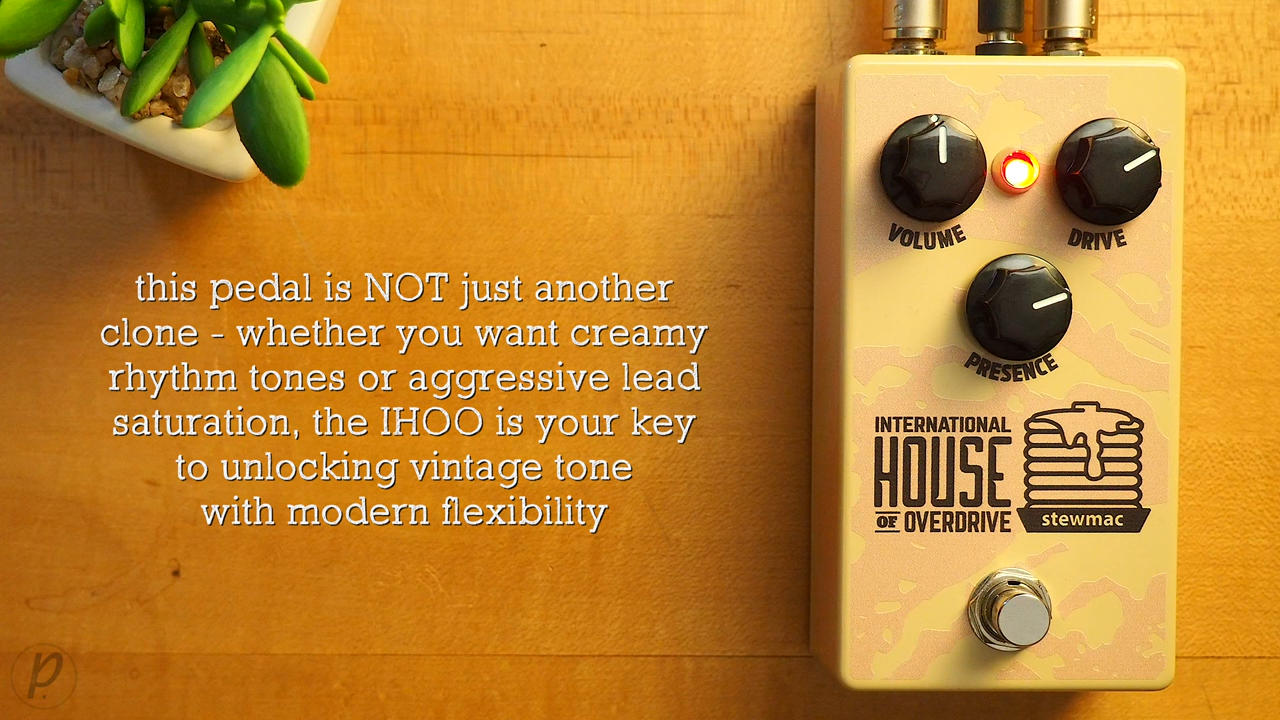 this pedal is NOT just another
clone - whether you want creamy
rhythm tones or aggressive lead
saturation, the IHOO is your key
to unlocking vintage tone
with modern flexibility
VOLUME
DRIVE
PRESENCE
INTERNATIONAL
HOUSE
OF OVERDRIVE
stewmac
p.